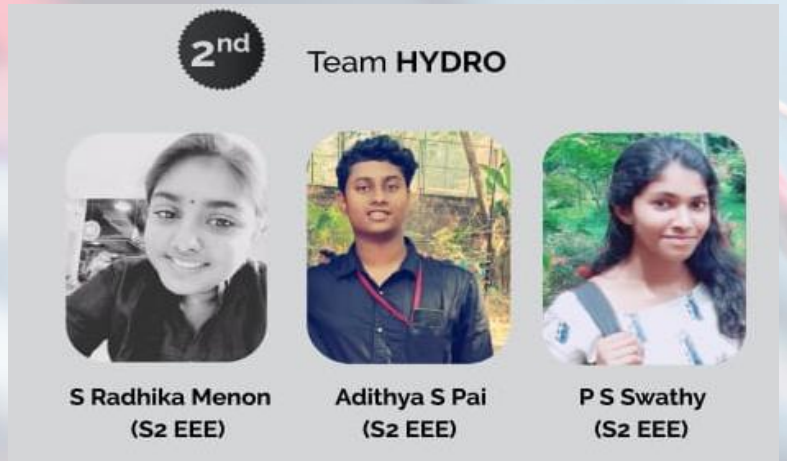 2nd
Team HYDRO
S Radhika Menon
(S2 EEE)
Adithya S Pai
(S2 EEE)
P S Swathy
(S2 EEE)